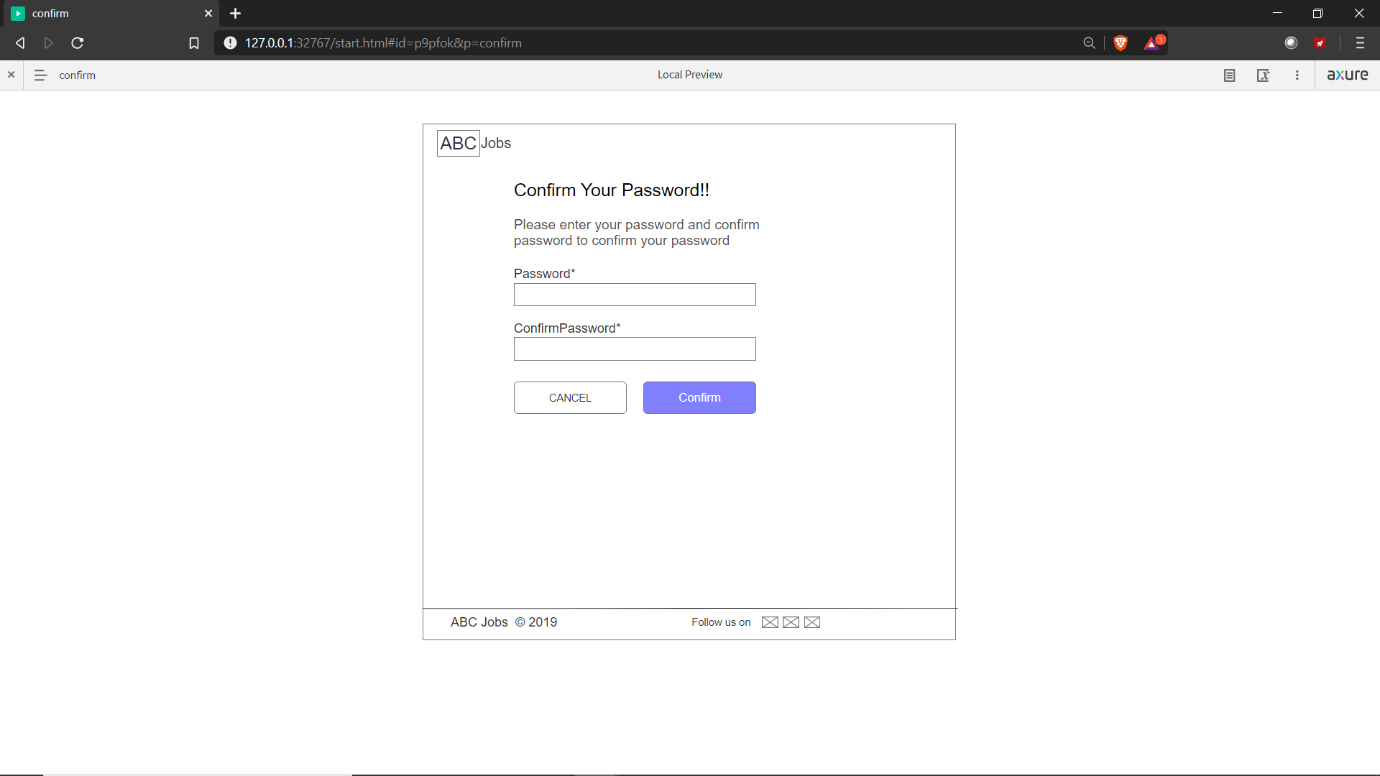 confirm
127.0.0.1:32767/start.html#id=p9pfok&p=confirm
3
confirm
Local Preview
axure
ABC Jobs
Confirm Your Password!!
Please enter your password and confirm
password to confirm your password
Password*
ConfirmPassword*
CANCEL Confirm
ABC Jobs © 2019 Follow us on